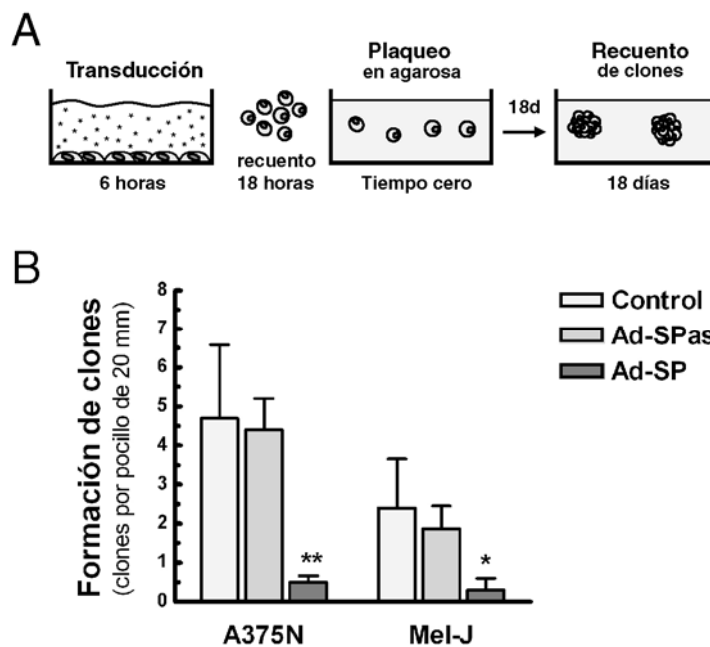 A
Transducción
6 horas
recuento
18 horas
Plaqueo
en agarosa
Tiempo cero
18d
Recuento
de clones
18 días
B
Formación de clones
(clones por pocillo de 20 mm)
8
7
6
5
4
3
2
1
0
**
*
A375N
Mel-J
Control
Ad-SPas
Ad-SP